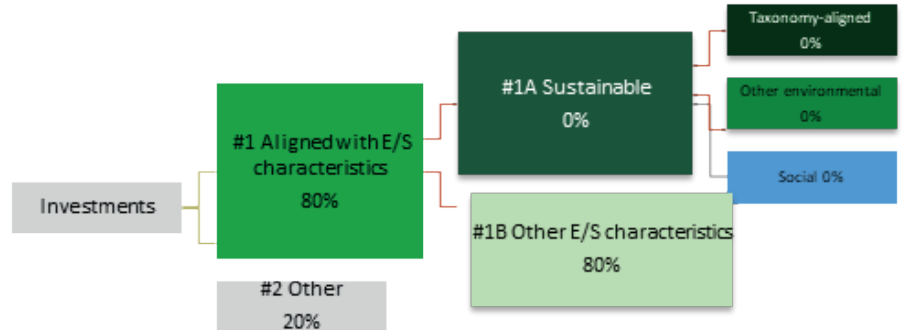 Investments
#1 Aligned with E/S
characteristics
80%
#2 Other
20%
#1A Sustainable
0%
#1B Other E/S characteristics
80%
Taxonomy-aligned
0%
Other environmental
0%
Social 0%